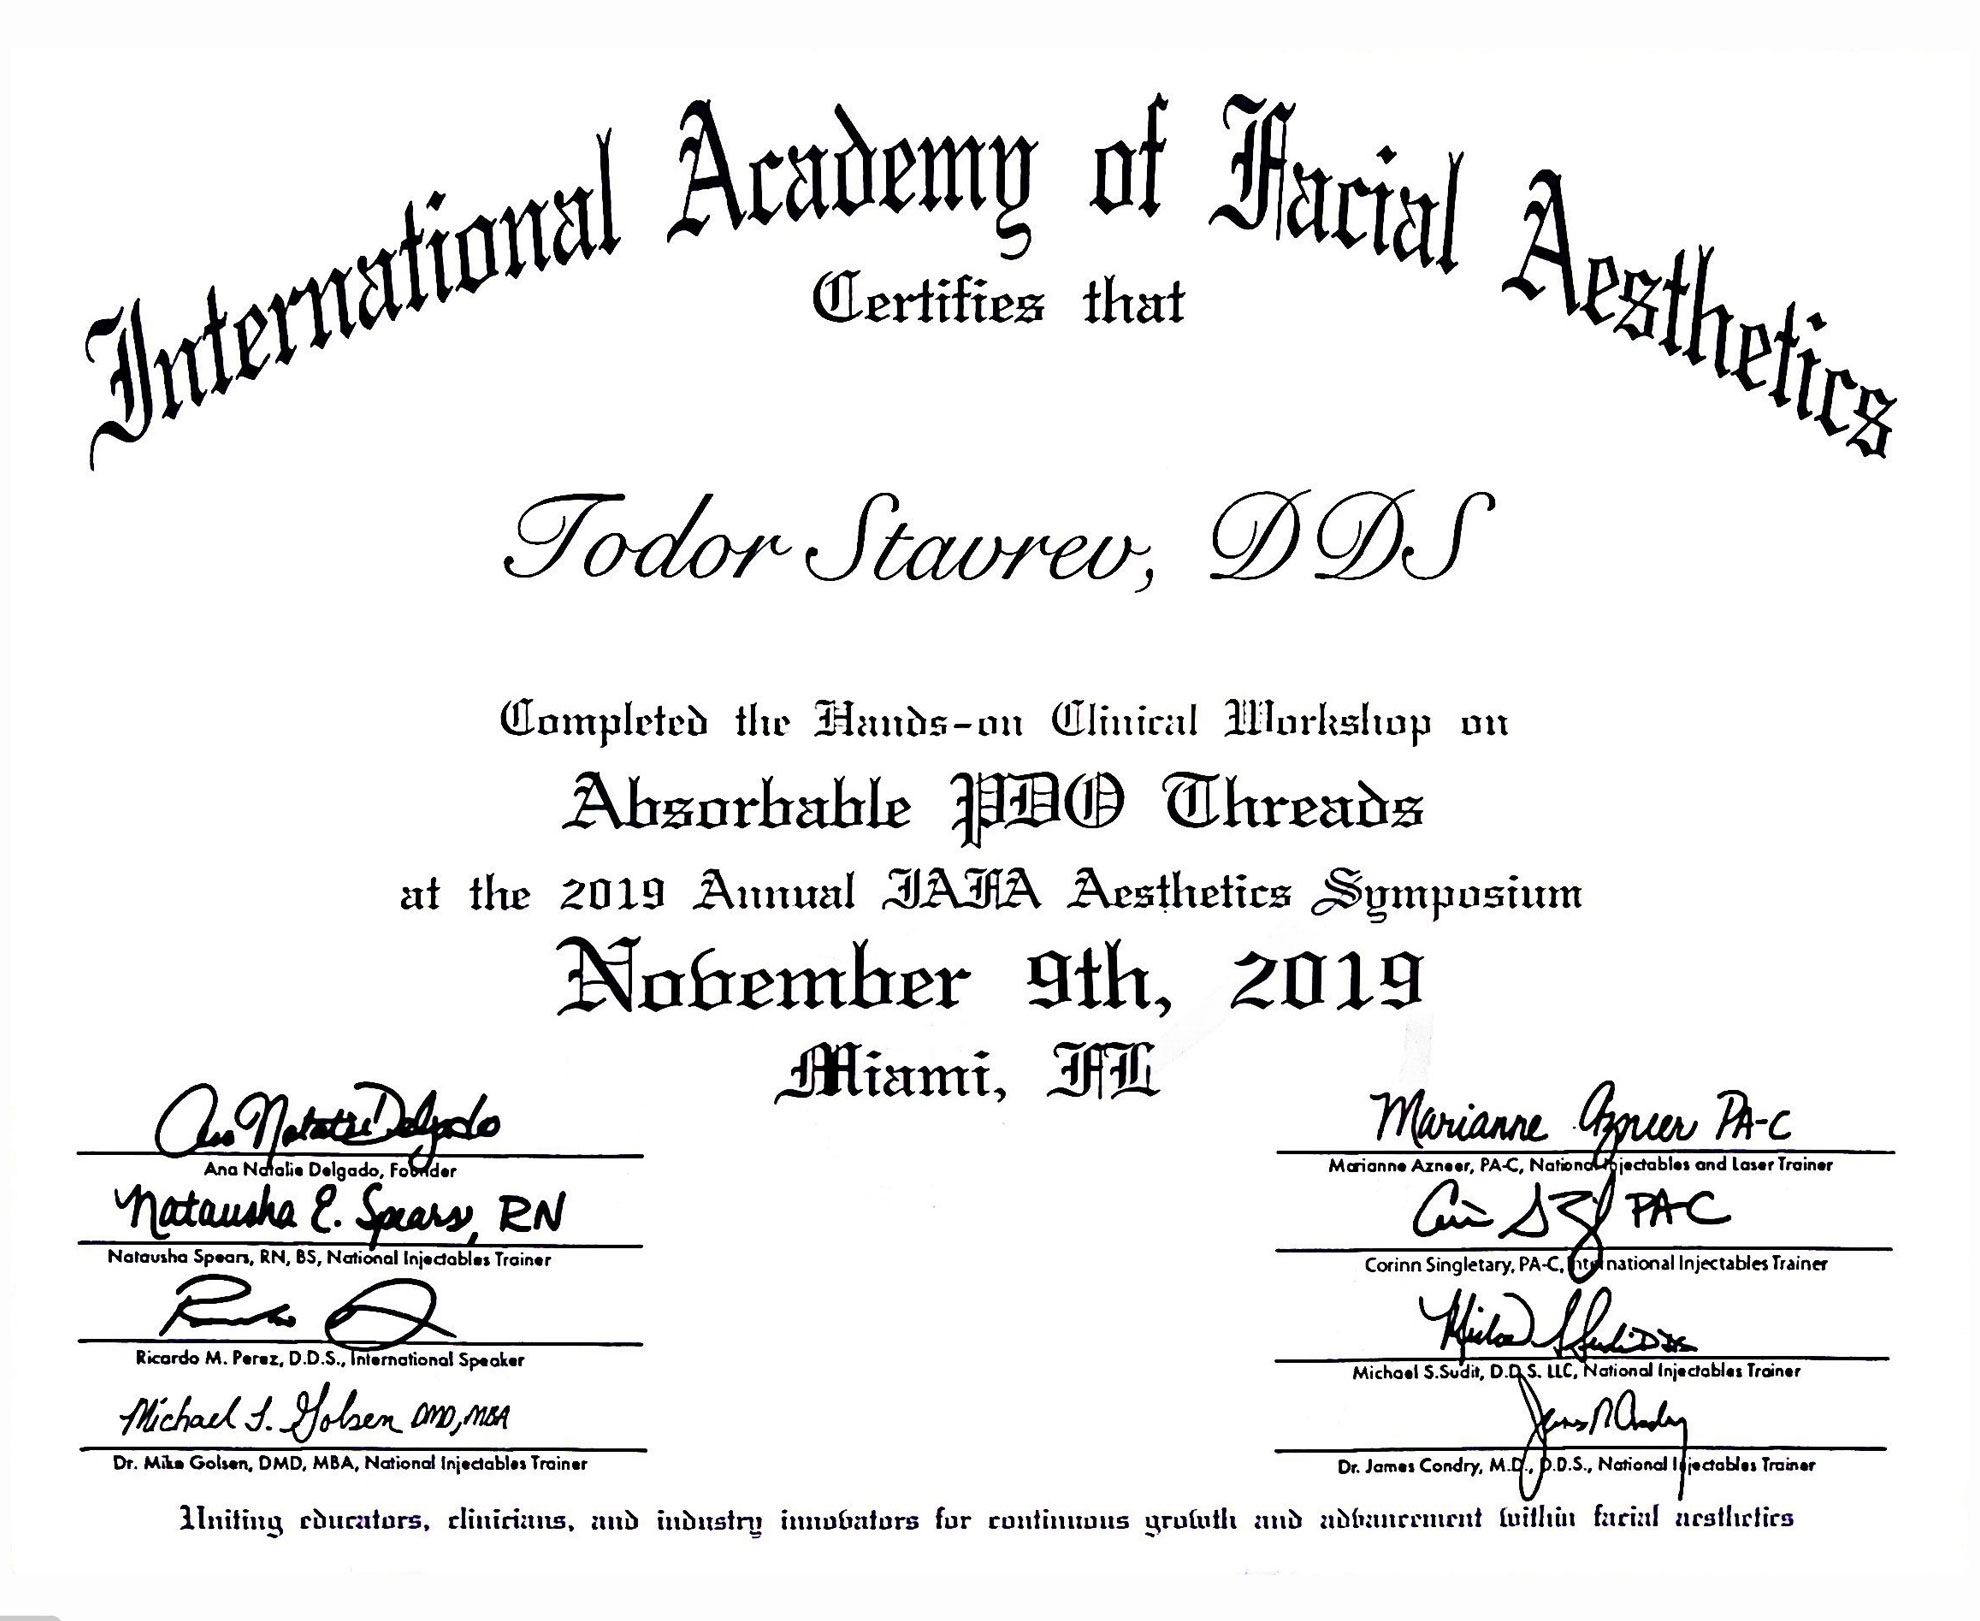 International Academy of Facial Aesthetics
Certifies that
Todor Stavrev, DDS
Completed the Hands-on Clinical Workshop on
Absorbable PDO Threads
at the 2019 Annual IAFA Aesthetics Symposium
November 9th, 2019
Miami, FL
Ana Natalie Delgado
Ana Natalie Delgado, Founder
Natausha E. Spears, RN
Natausha Spears, RN, BS, National Injectables Trainer
Ricardo M. Perez, D.D.S., International Speaker
Michael J. Golsen DMD, MBA
Dr. Mike Golsen, DMD, MBA, National Injectables Trainer
Marianne Azneer PA-C
Marianne Azneer, PA-C, National Injectables and Laser Trainer
PA-C
Corinn Singletary, PA-C, International Injectables Trainer
Michael S.Sudit, D.D.S. LLC, National Injectables Trainer
Dr. James Condry, M.D., D.D.S., National Injectables Trainer
Uniting educators, clinicians, and industry innovators for continuous growth and advancement within facial aesthetics